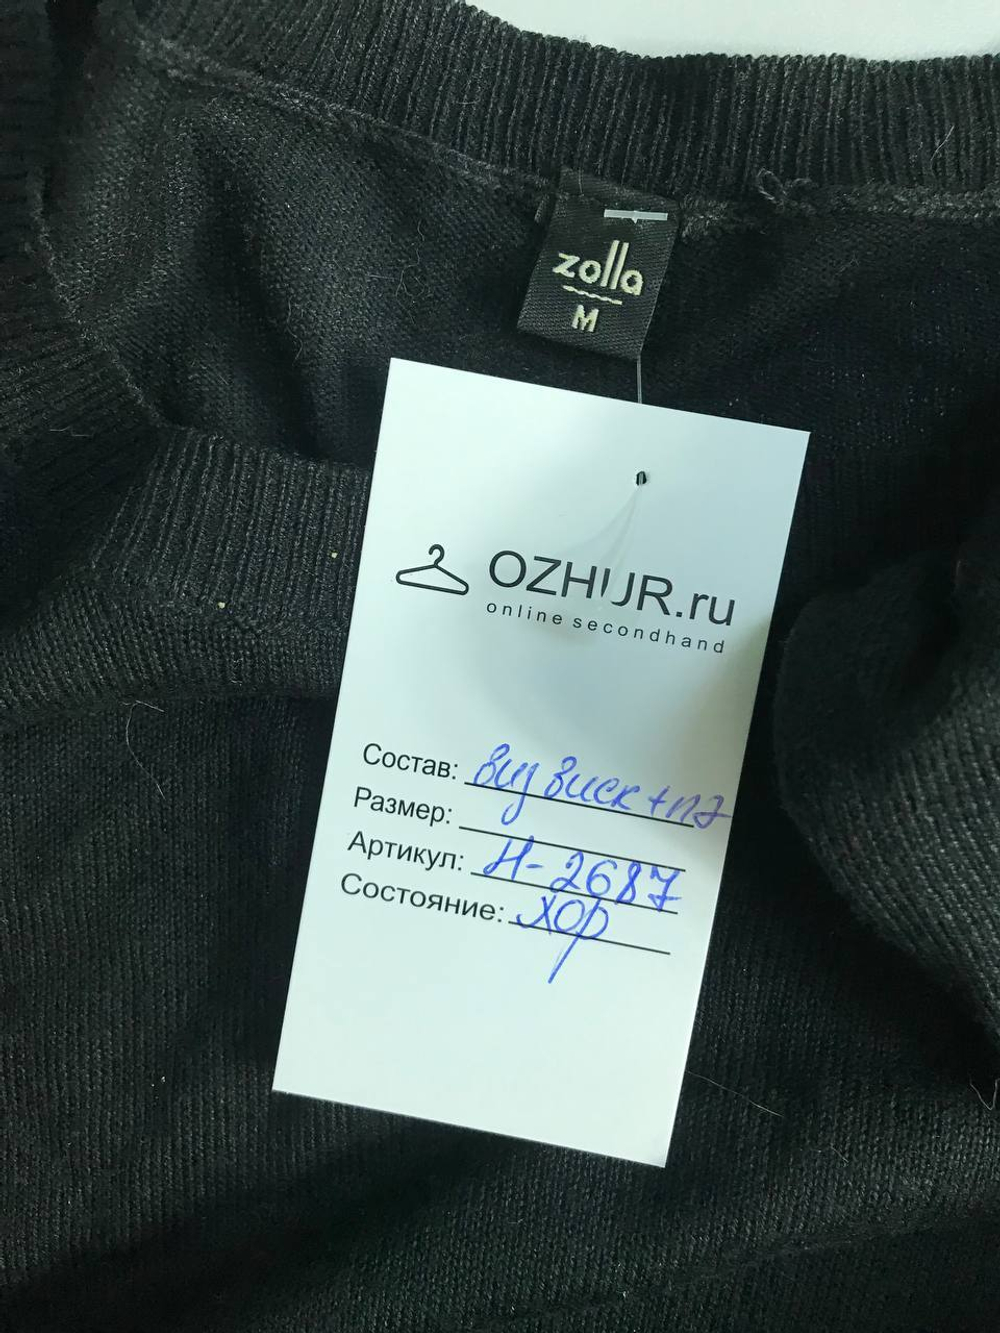 zolla
M
OZHUR.ru
online secondhand
Состав: виз виск + пэ
Размер:
Артикул: Н-2687
Состояние: хор